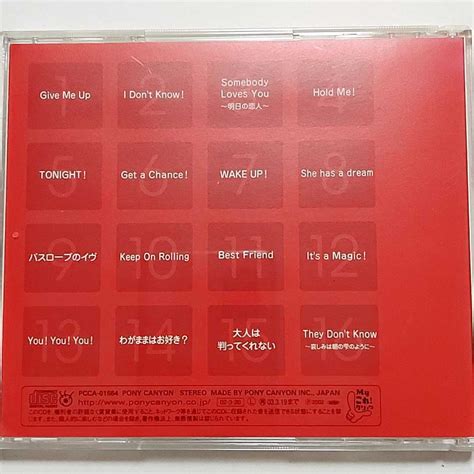 1
Give Me Up
2
I Don't Know!
3
Somebody
Loves You
～明日の恋人～
4
Hold Me!
5
TONIGHT!
6
Get a Chance!
7
WAKE UP!
8
She has a dream
9
バスローブのイヴ
10
Keep On Rolling
11
Best Friend
12
It's a Magic!
13
You! You! You!
14
わがままはお好き?
15
大人は
判ってくれない
16
They Don't Know
～哀しみは朝の雫のように～
PCCA-01664 PONY CANYON STEREO MADE BY PONY CANYON INC., JAPAN
http://www.ponycanyon.co.jp/